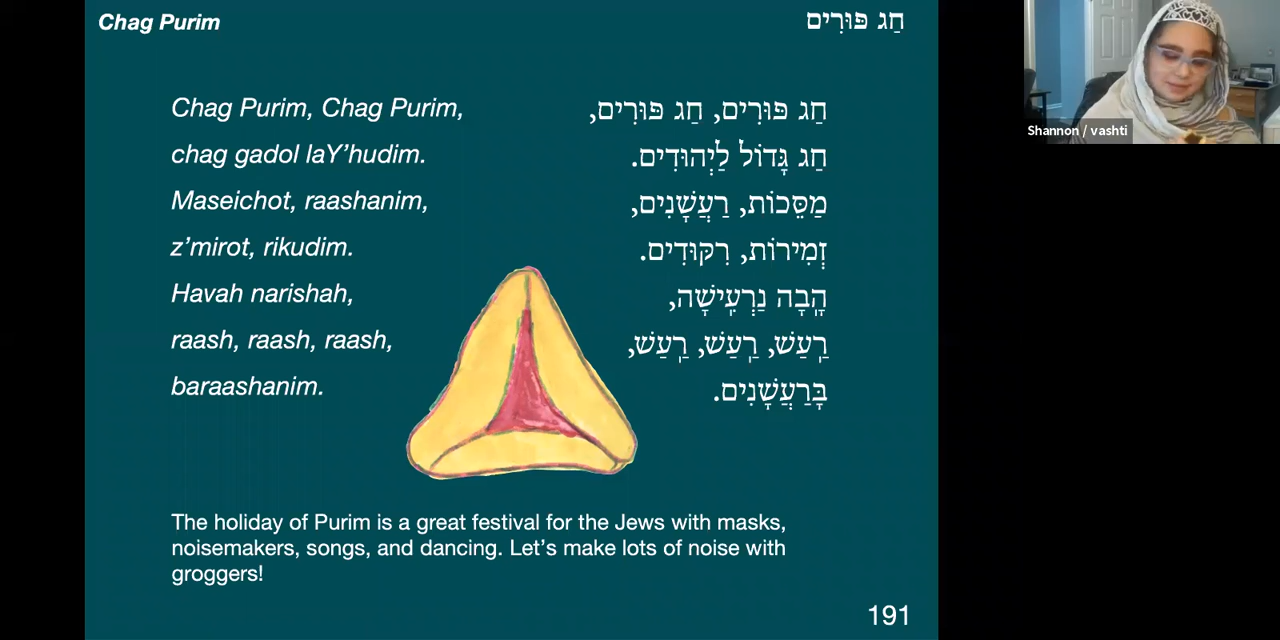 Chag Purim
חַג פּוּרִים
Chag Purim, Chag Purim,
chag gadol laY’hudim.
Maseichot, raashanim,
z’mirot, rikudim.
Havah narishah,
raash, raash, raash,
baraashanim.
חַג פּוּרִים, חַג פּוּרִים,
חַג גָּדוֹל לַיְּהוּדִים.
מַסֵּכוֹת, רַעֲשָׁנִים,
זְמִירוֹת, רִקּוּדִים.
הָֽבָה נַרְעִֽישָׁה,
רַֽעַשׁ, רַֽעַשׁ, רַֽעַשׁ,
בָּרַעֲשָׁנִים.
The holiday of Purim is a great festival for the Jews with masks,
noisemakers, songs, and dancing. Let’s make lots of noise with
groggers!
191
Shannon / vashti